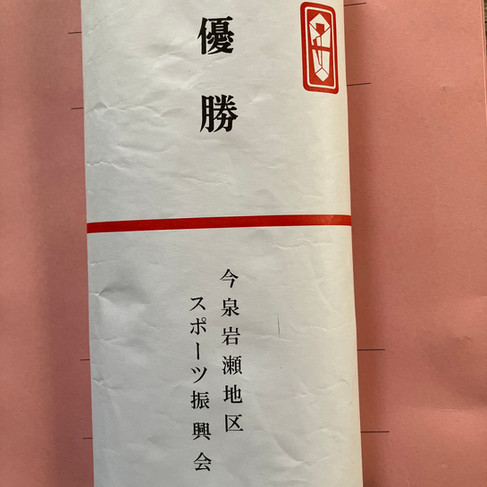 優勝
今泉岩瀬地区
スポーツ振興会